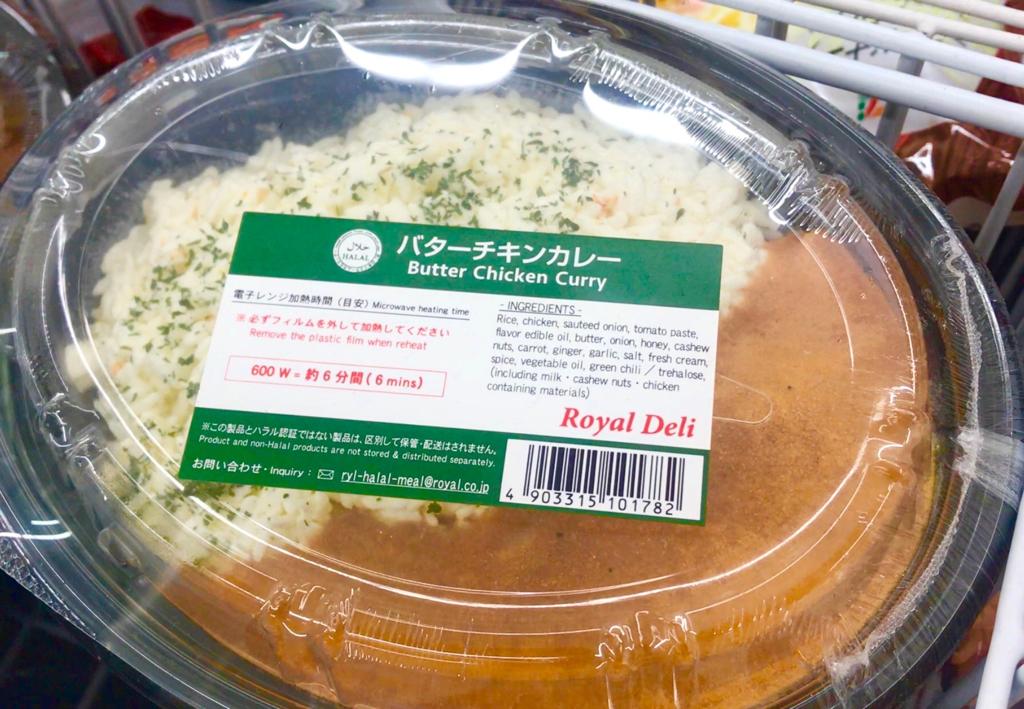 حلال
HALAL
バターチキンカレー
Butter Chicken Curry
電子レンジ加熱時間（目安）Microwave heating time
※必ずフィルムを外して加熱してください
Remove the plastic film when reheat
600 W = 約 6 分間 ( 6 mins )
- INGREDIENTS -
Rice, chicken, sauteed onion, tomato paste,
flavor edible oil, butter, onion, honey, cashew
nuts, carrot, ginger, garlic, salt, fresh cream,
spice, vegetable oil, green chili / trehalose,
(including milk・cashew nuts・chicken
containing materials)
Royal Deli
※この製品とハラル認証ではない製品は、区別して保管・配送はされません。
Product and non-Halal products are not stored & distributed separately.
お問い合わせ・Inquiry : ryl-halal-meal@royal.co.jp
4 903315 101782